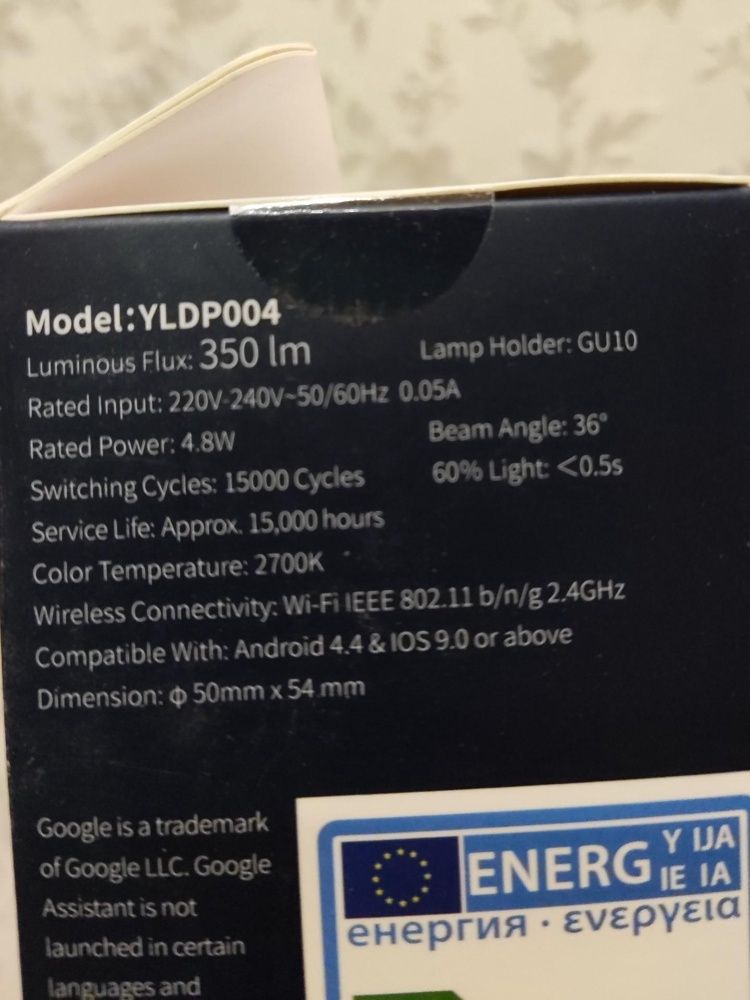 Model:YLDP004
Luminous Flux: 350 lm Lamp Holder: GU10
Rated Input: 220V-240V~50/60Hz 0.05A
Rated Power: 4.8W Beam Angle: 36°
Switching Cycles: 15000 Cycles 60% Light: <0.5s
Service Life: Approx. 15,000 hours
Color Temperature: 2700K
Wireless Connectivity: Wi-Fi IEEE 802.11 b/n/g 2.4GHz
Compatible With: Android 4.4 & IOS 9.0 or above
Dimension: ϕ 50mm x 54 mm
Google is a trademark
of Google LLC. Google
Assistant is not
launched in certain
languages and
ENERG Y IJA
IE IA
енергия · ενεργεια